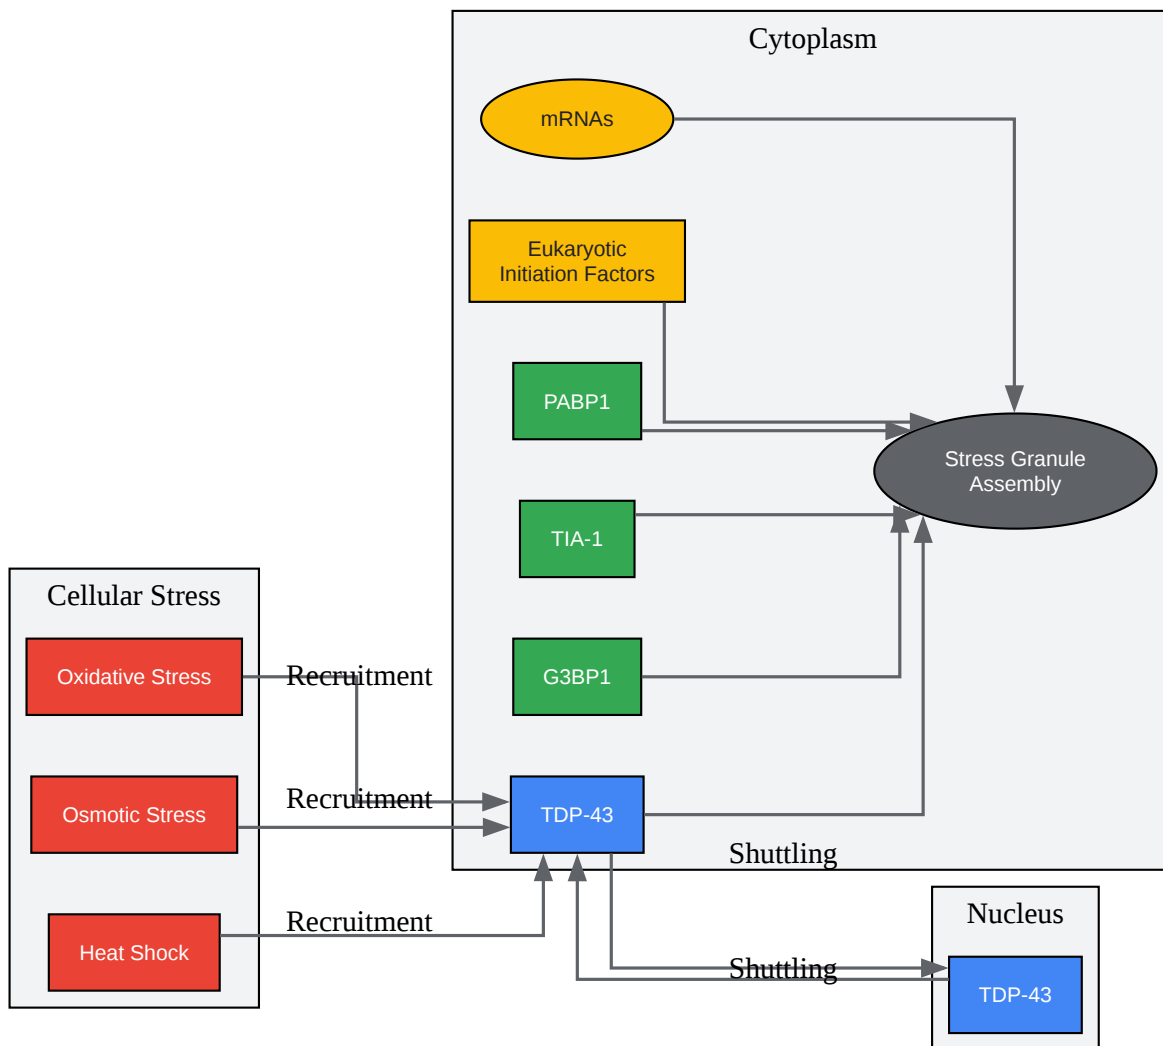 Cytoplasm
mRNAs
Eukaryotic
Initiation Factors
PABP1
Stress Granule
Assembly
TIA-1
Cellular Stress
Oxidative Stress
Recruitment
G3BP1
Osmotic Stress
Recruitment
TDP-43
Shuttling
Heat Shock
Recruitment
Nucleus
Shuttling
TDP-43